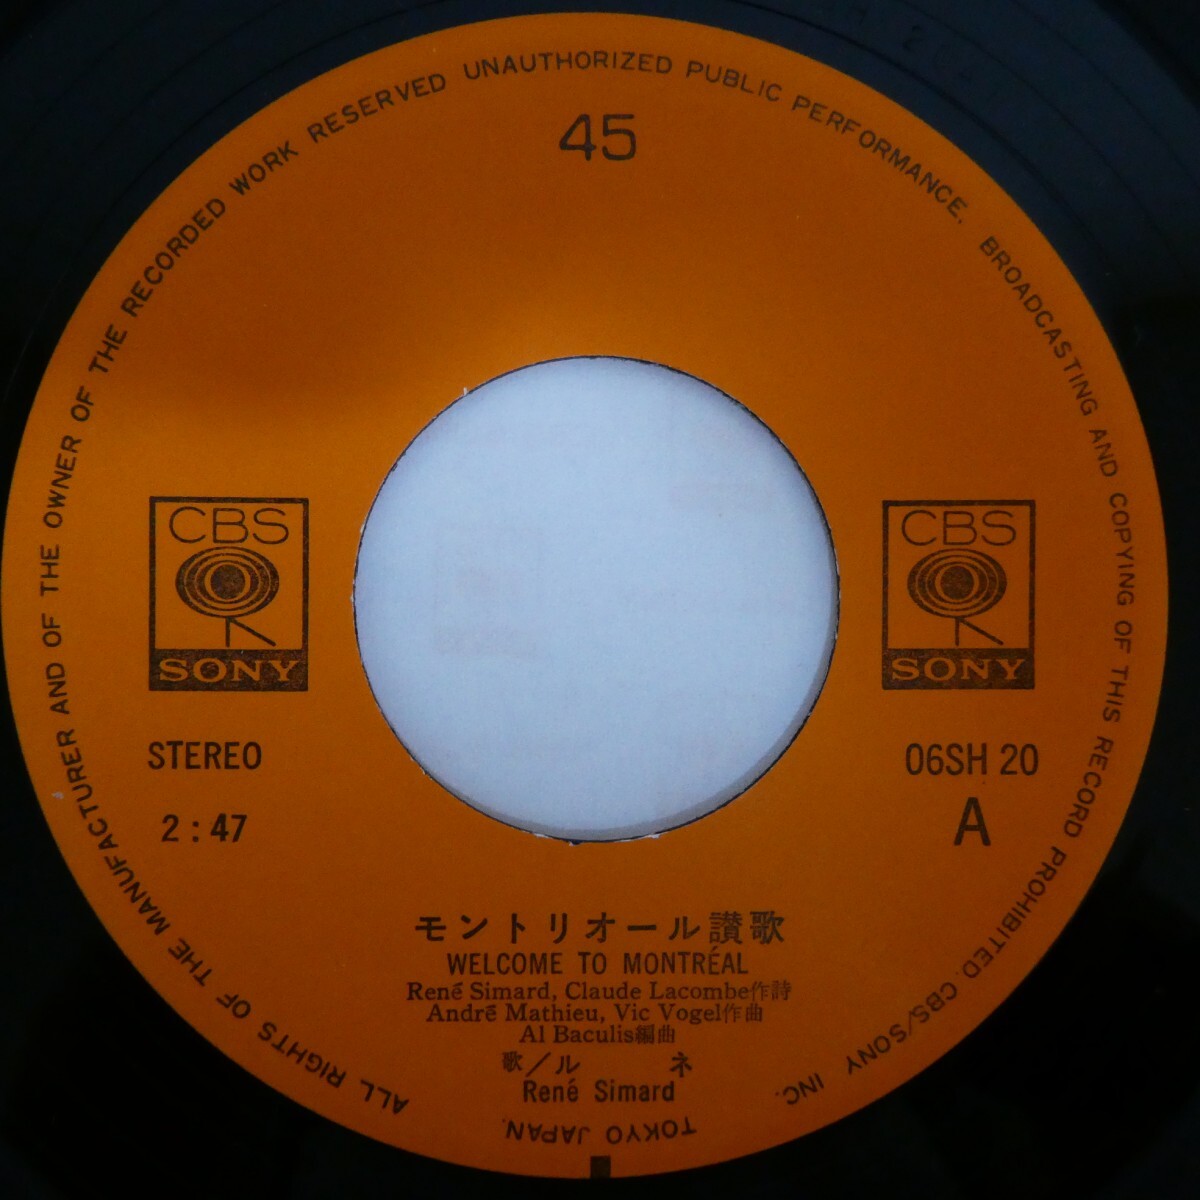 ALL RIGHTS OF THE MANUFACTURER AND OF THE OWNER OF THE RECORDED WORK RESERVED UNAUTHORIZED PUBLIC PERFORMANCE. BROADCASTING AND COPYING OF THIS RECORD PROHIBITED. CBS/SONY INC.
TOKYO JAPAN.
45
CBS
SONY
CBS
SONY
STEREO
06SH 20
2:47
A
モントリオール讃歌
WELCOME TO MONTRÉAL
René Simard, Claude Lacombe作詩
André Mathieu, Vic Vogel作曲
Al Baculis編曲
歌/ル ネ
René Simard